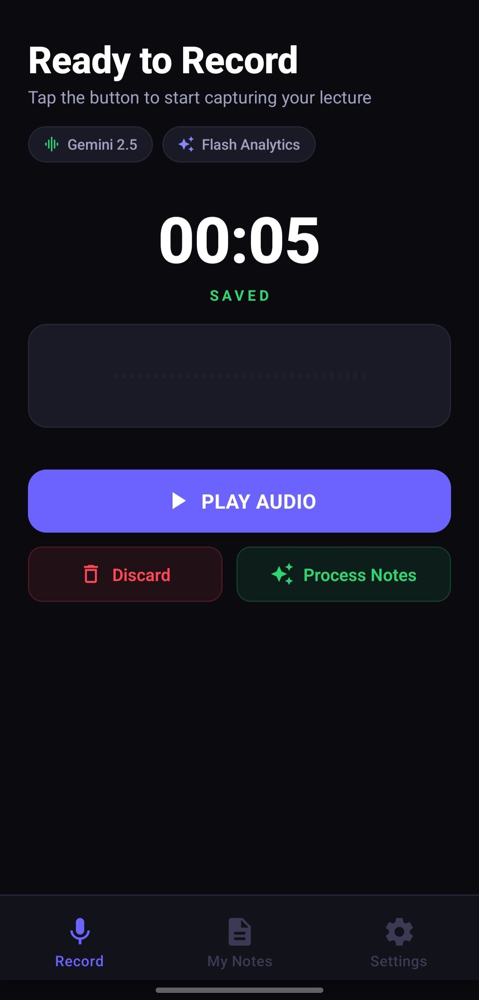 Ready to Record
Tap the button to start capturing your lecture
Gemini 2.5
Flash Analytics
00:05
SAVED
PLAY AUDIO
Discard
Process Notes
Record
My Notes
Settings